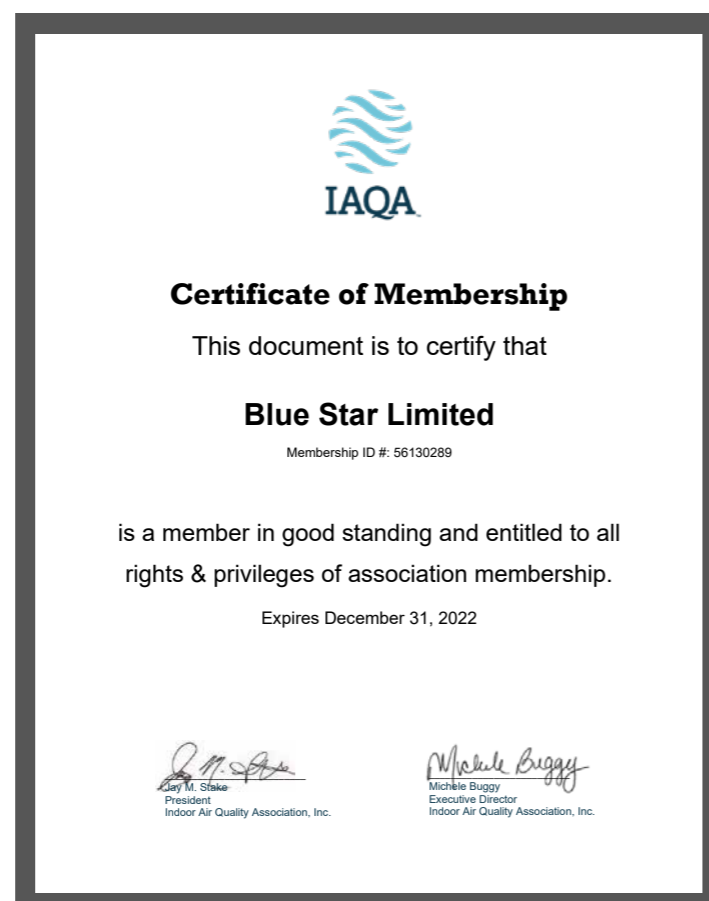 IAQA
Certificate of Membership
This document is to certify that
Blue Star Limited
Membership ID #: 56130289
is a member in good standing and entitled to all
rights & privileges of association membership.
Expires December 31, 2022
Jay M. Stake
President
Indoor Air Quality Association, Inc.
Michele Buggy
Michele Buggy
Executive Director
Indoor Air Quality Association, Inc.